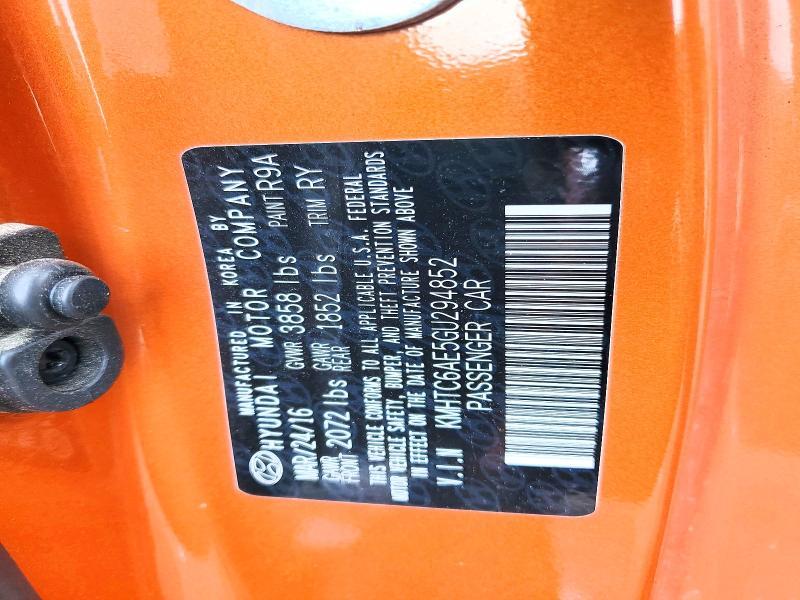 MANUFACTURED IN KOREA BY
HYUNDAI MOTOR COMPANY
MAR/24/16 GVWR 3858 lbs PAINT R9A
GAWR FRONT 2072 lbs GAWR REAR 1852 lbs TRIM RY
THIS VEHICLE CONFORMS TO ALL APPLICABLE U.S.A. FEDERAL
MOTOR VEHICLE SAFETY, BUMPER, AND THEFT PREVENTION STANDARDS
IN EFFECT ON THE DATE OF MANUFACTURE SHOWN ABOVE
V.I.N KMHTC6AE5GU294852
PASSENGER CAR